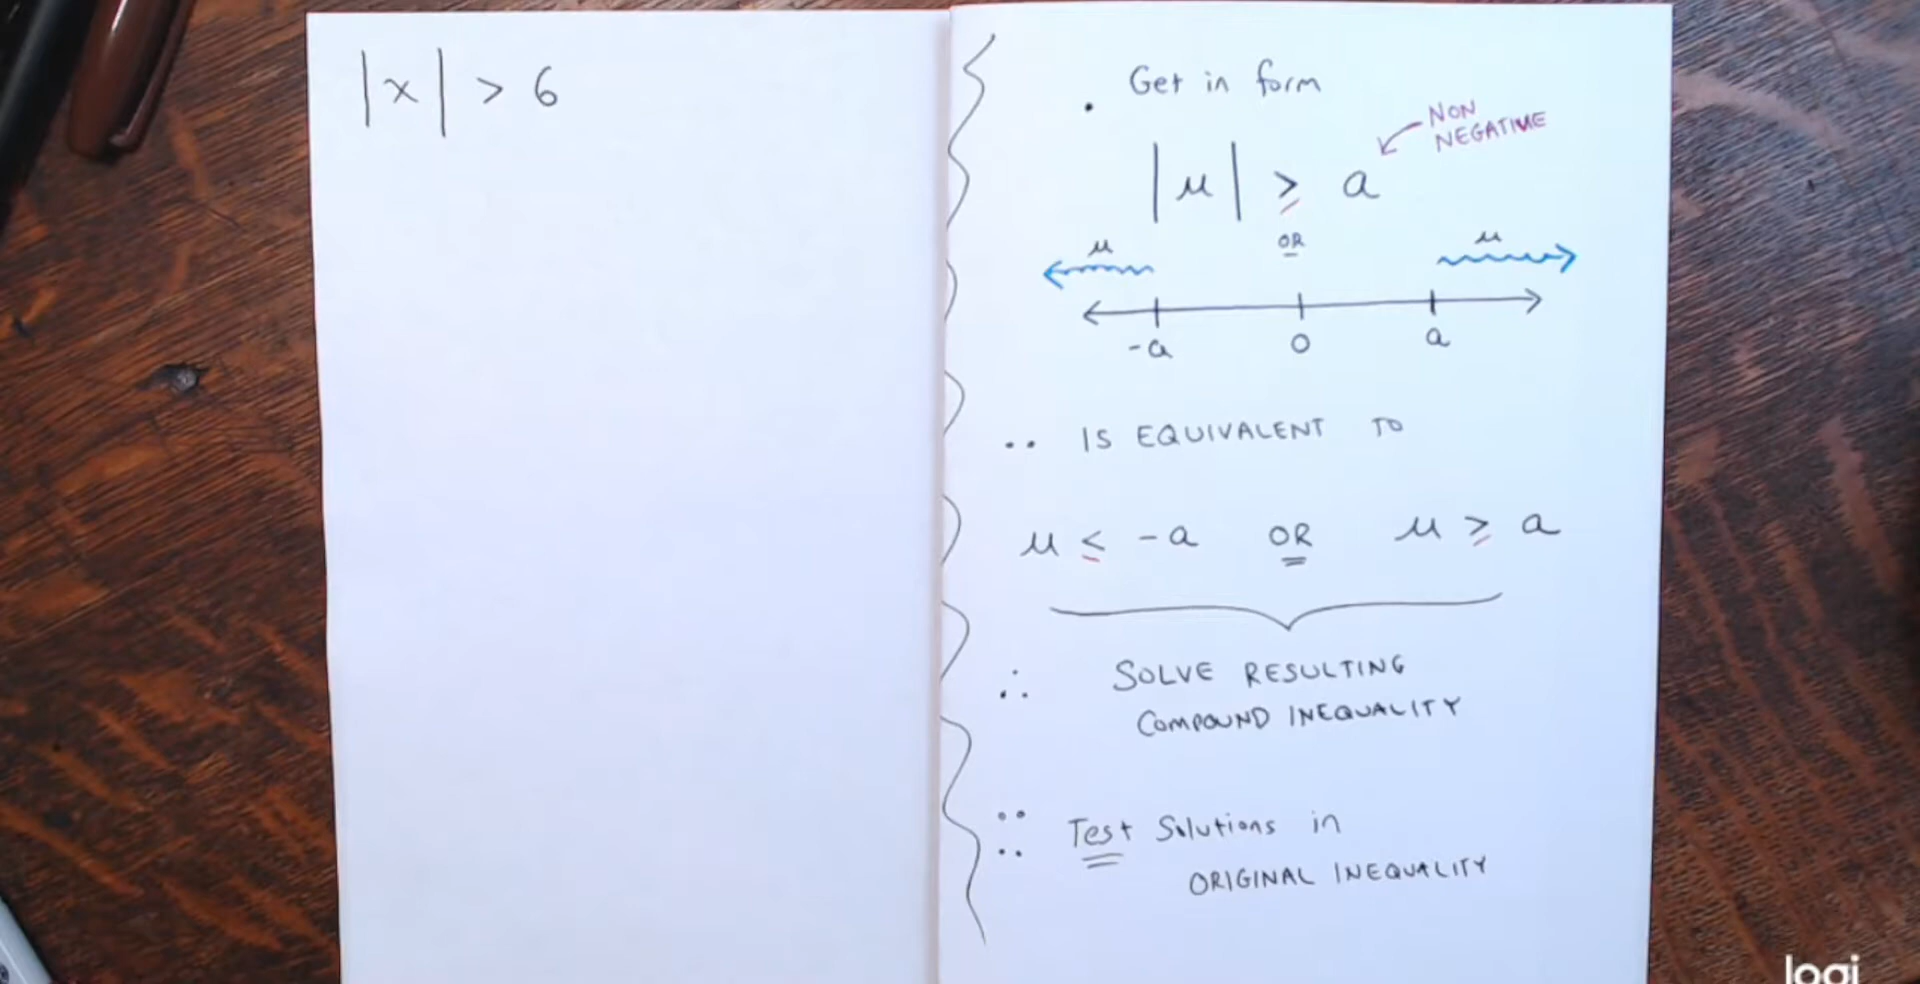 |x| > 6
Get in form
NON
NEGATIVE
|u| ≥ a
OR
u
u
-a 0 a
IS EQUIVALENT TO
u ≤ -a OR u ≥ a
SOLVE RESULTING
COMPOUND INEQUALITY
Test Solutions in
ORIGINAL INEQUALITY
logi